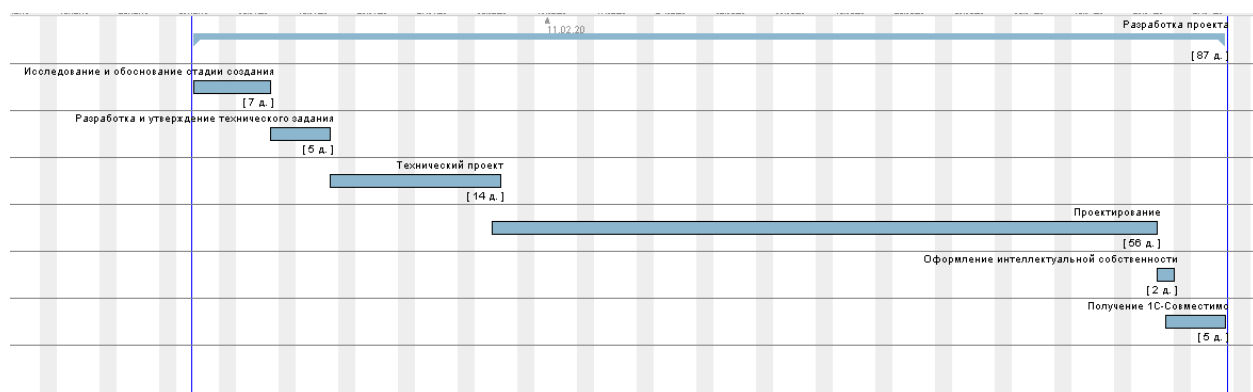 11.02.20
Разработка проекта
[87 д.]
Исследование и обоснование стадии создания
[7 д.]
Разработка и утверждение технического задания
[5 д.]
Технический проект
[14 д.]
Проектирование
[56 д.]
Оформление интеллектуальной собственности
[2 д.]
Получение 1С-Совместимо
[5 д.]